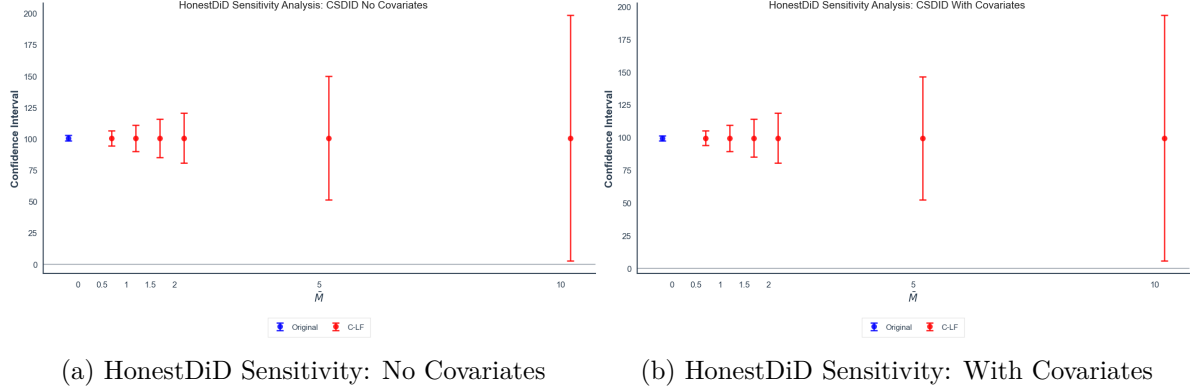 HonestDiD Sensitivity Analysis: CSDID No Covariates
200
175
150
125
100
75
50
25
0
Confidence Interval
0 0.5 1 1.5 2 5 10
M̄
Original C-LF
(a) HonestDiD Sensitivity: No Covariates
HonestDiD Sensitivity Analysis: CSDID With Covariates
200
175
150
125
100
75
50
25
0
Confidence Interval
0 0.5 1 1.5 2 5 10
M̄
Original C-LF
(b) HonestDiD Sensitivity: With Covariates